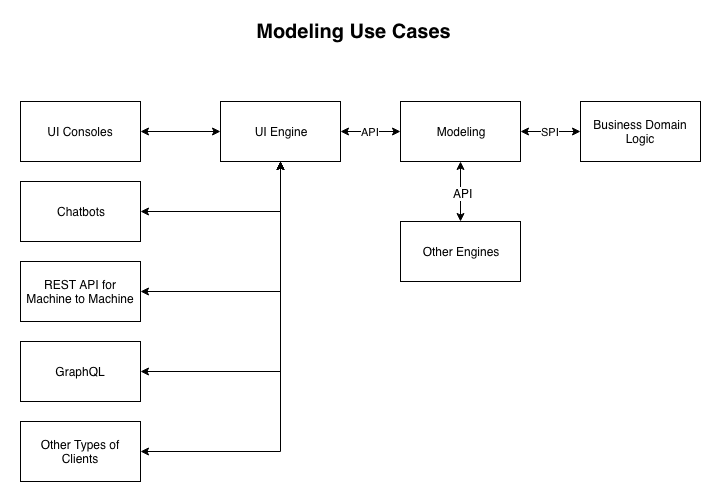 Modeling Use Cases
UI Consoles
UI Engine
API
Modeling
SPI
Business Domain
Logic
Chatbots
API
Other Engines
REST API for
Machine to Machine
GraphQL
Other Types of
Clients